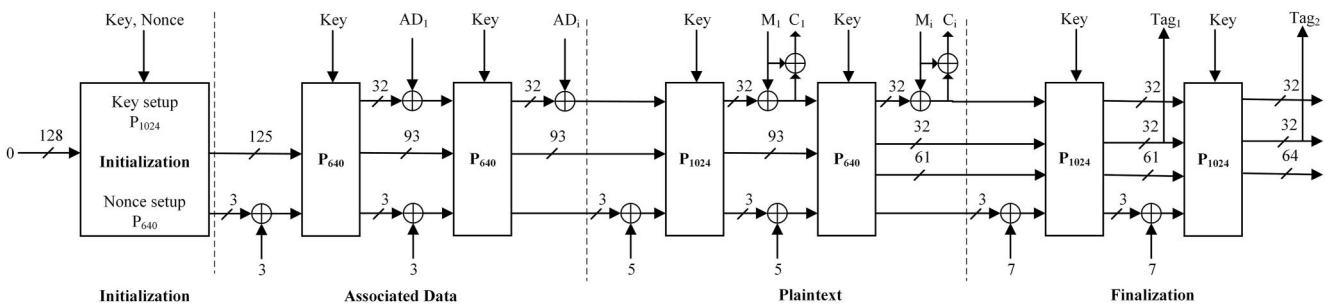 Key, Nonce
Key
AD1
Key
ADi
Key
M1 C1
Key
Mi Ci
Key
Tag1
Key
Tag2
0
128
Key setup
P1024
Initialization
Nonce setup
P640
125
3
3
P640
32
93
3
3
P640
32
93
3
5
P1024
32
93
3
5
P640
32
32
61
3
7
P1024
32
32
61
3
7
P1024
32
32
64
Initialization
Associated Data
Plaintext
Finalization